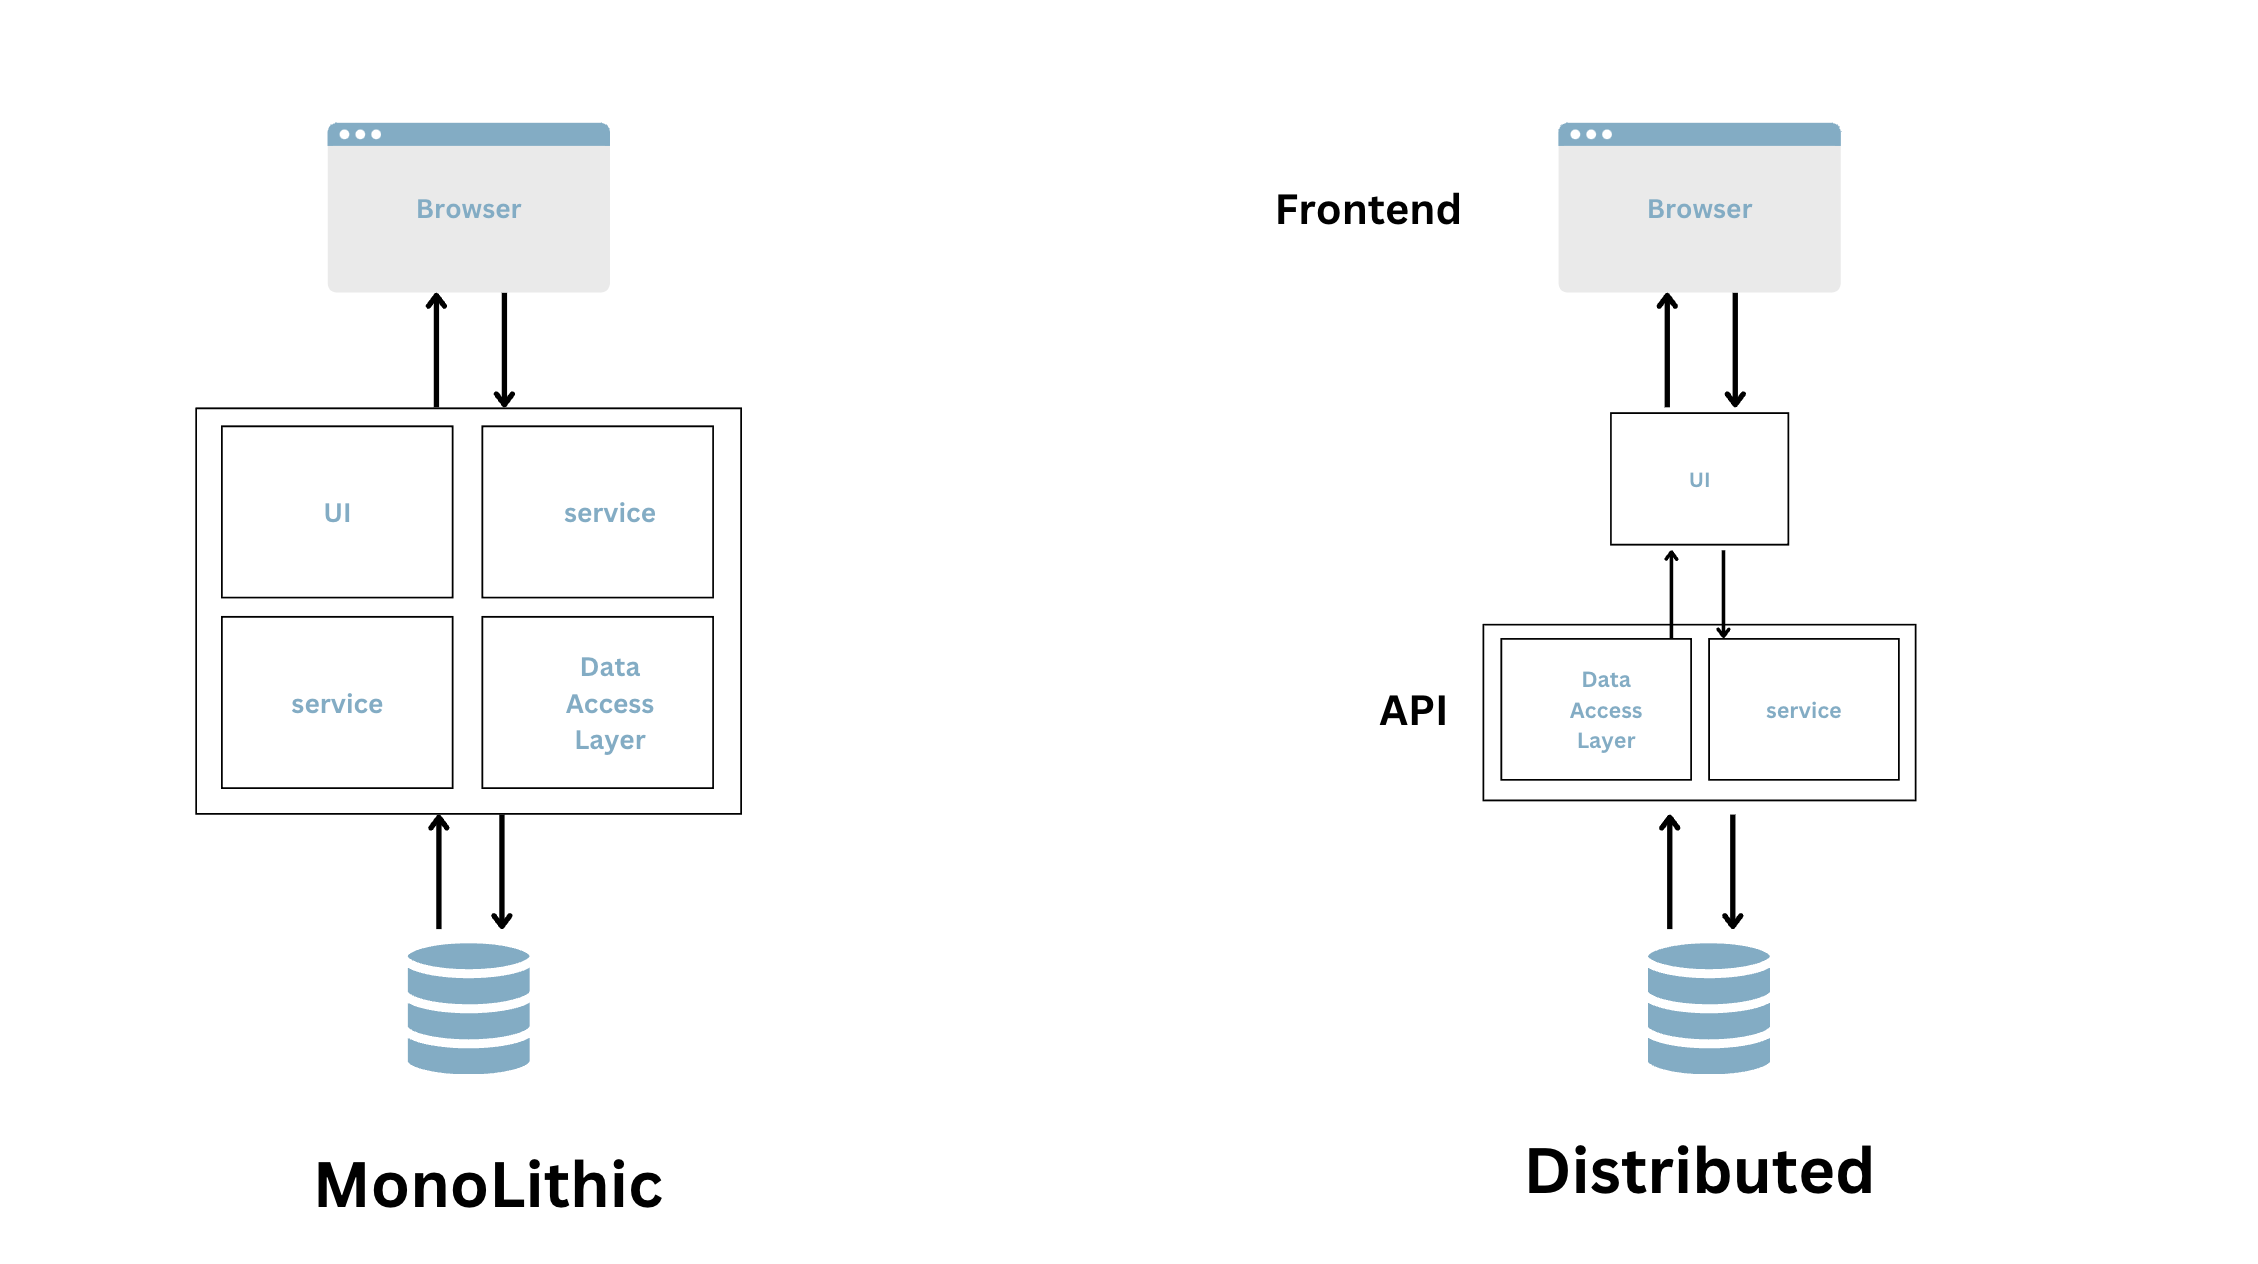 Browser
UI
service
service
Data
Access
Layer
MonoLithic
Frontend
Browser
UI
API
Data
Access
Layer
service
Distributed